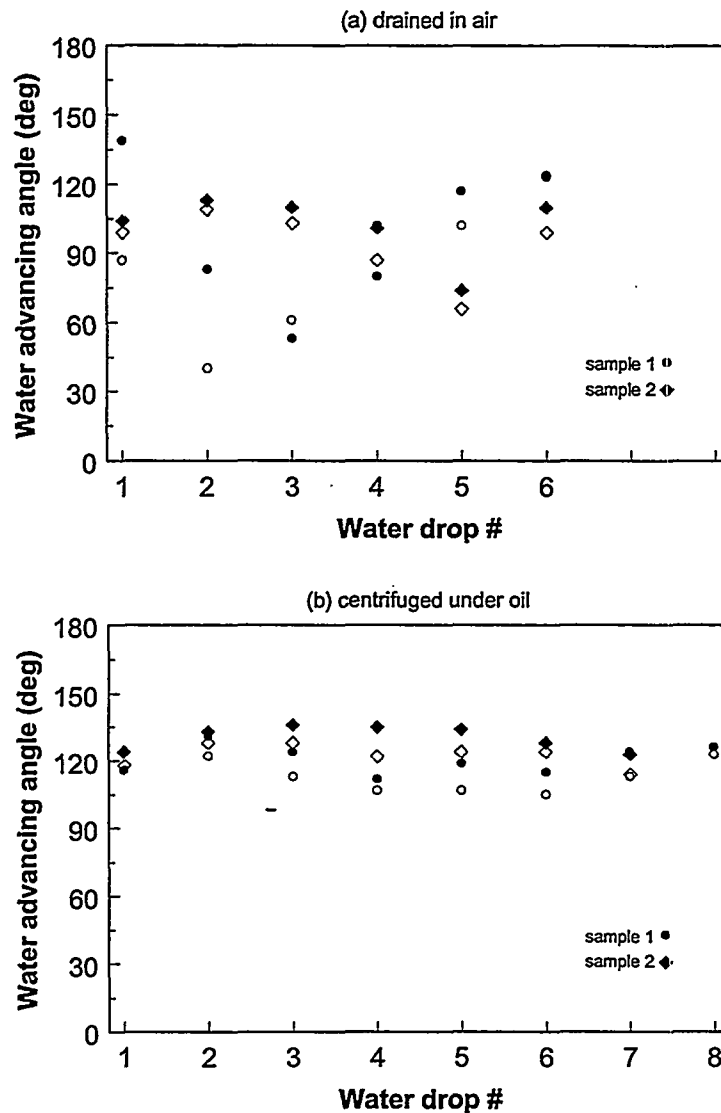 (a) drained in air
180
150
120
90
60
30
0
Water advancing angle (deg)
sample 1
sample 2
1 2 3 4 5 6
Water drop #
(b) centrifuged under oil
180
150
120
90
60
30
0
Water advancing angle (deg)
sample 1
sample 2
1 2 3 4 5 6 7 8
Water drop #